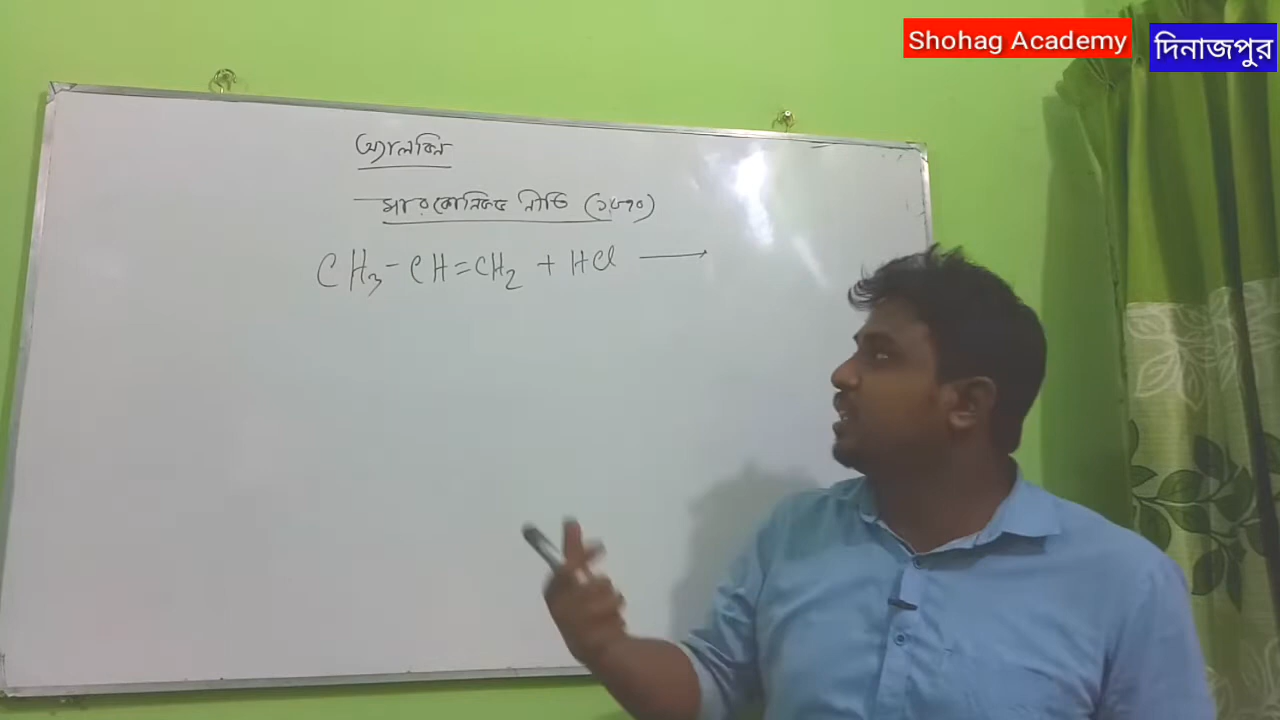 Shohag Academy
দিনাজপুর
অ্যালকিন
মারকোনিকভ নীতি (১৮৭০)
CH3-CH=CH2 + HCl ⟶